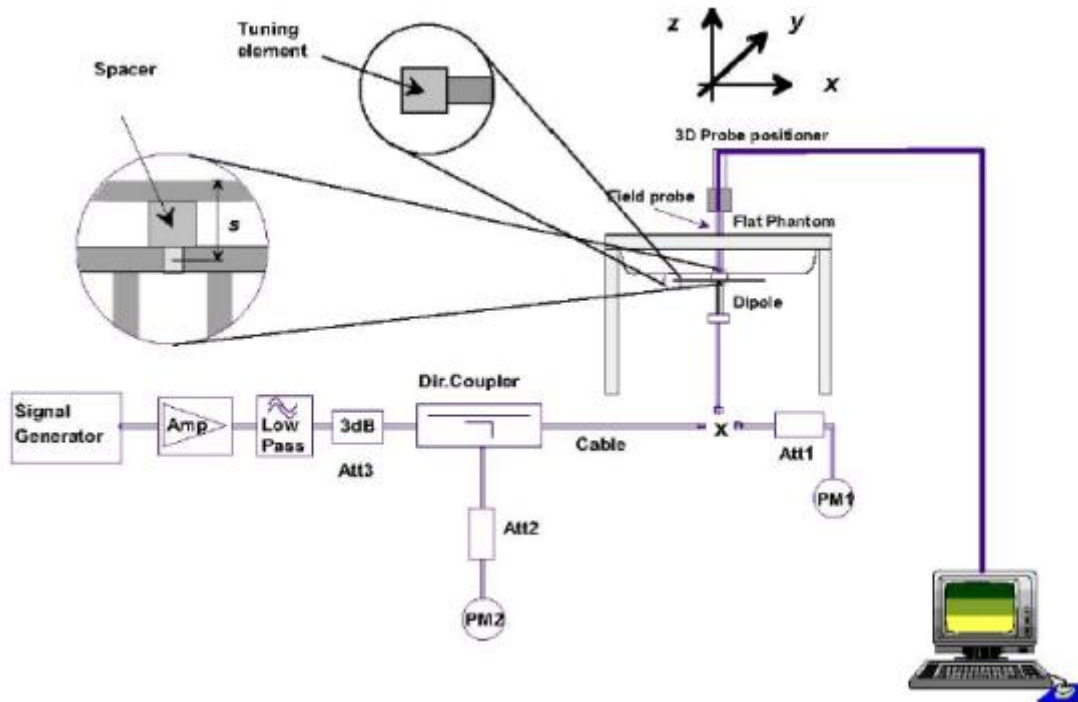 Tuning
element
Spacer
s
z
y
x
3D Probe positioner
Field probe
Flat Phantom
Dipole
Dir.Coupler
Signal
Generator
Amp
Low
Pass
3dB
Att3
Cable
X
Att1
PM1
Att2
PM2